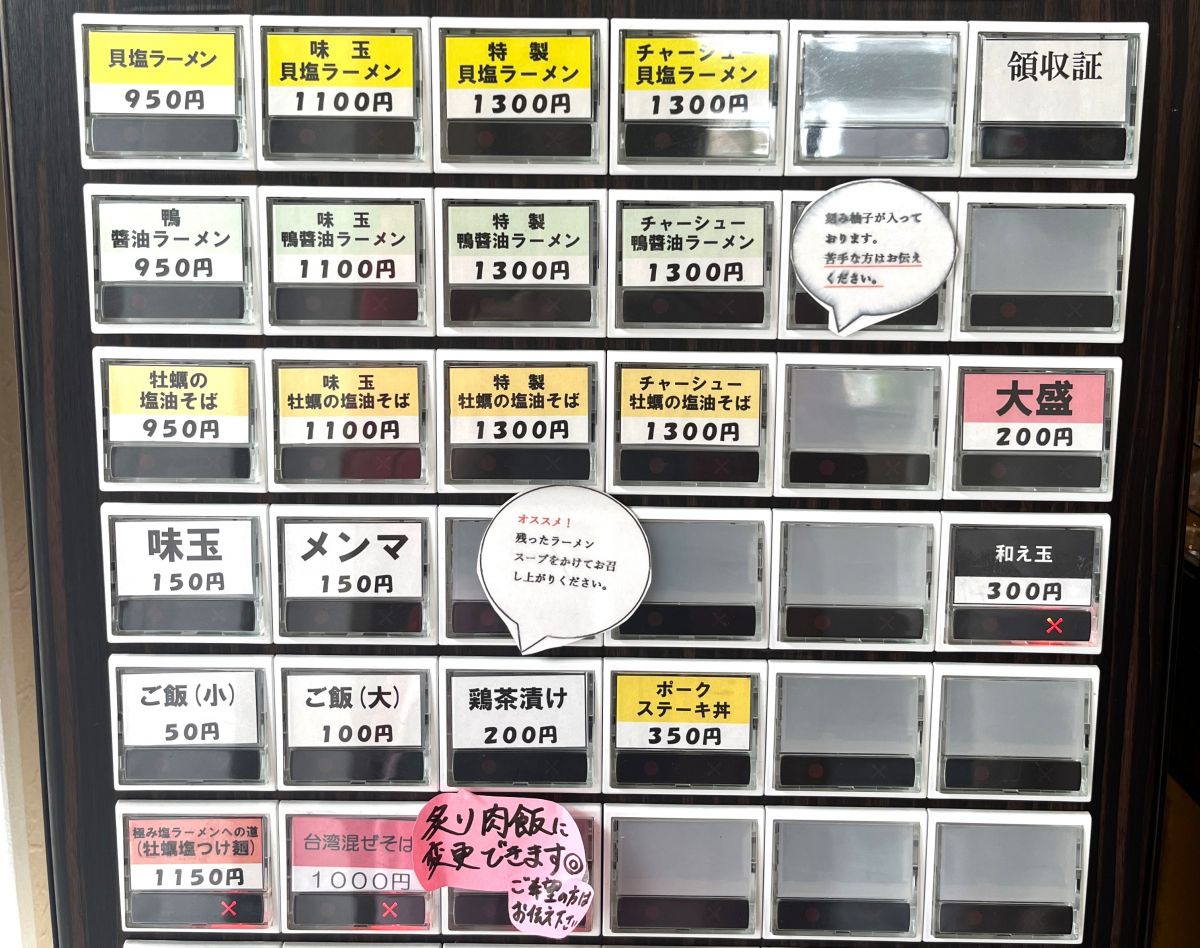 貝塩ラーメン
950円
味 玉
貝塩ラーメン
1100円
特 製
貝塩ラーメン
1300円
チャーシュー
貝塩ラーメン
1300円
領収証
鴨
醤油ラーメン
950円
味 玉
鴨醤油ラーメン
1100円
特 製
鴨醤油ラーメン
1300円
チャーシュー
鴨醤油ラーメン
1300円
刻み柚子が入って
おります。
苦手な方はお伝え
ください。
牡蠣の
塩油そば
950円
味 玉
牡蠣の塩油そば
1100円
特 製
牡蠣の塩油そば
1300円
チャーシュー
牡蠣の塩油そば
1300円
大盛
200円
味玉
150円
メンマ
150円
オススメ!
残ったラーメン
スープをかけてお召
し上がりください。
和え玉
300円
ご飯(小)
50円
ご飯(大)
100円
鶏茶漬け
200円
ポーク
ステーキ丼
350円
極み塩ラーメンへの道
(牡蠣塩つけ麺)
1150円
台湾混ぜそば
1000円
炙り肉飯に
変更できます◎
ご希望の方は
お伝え下さい